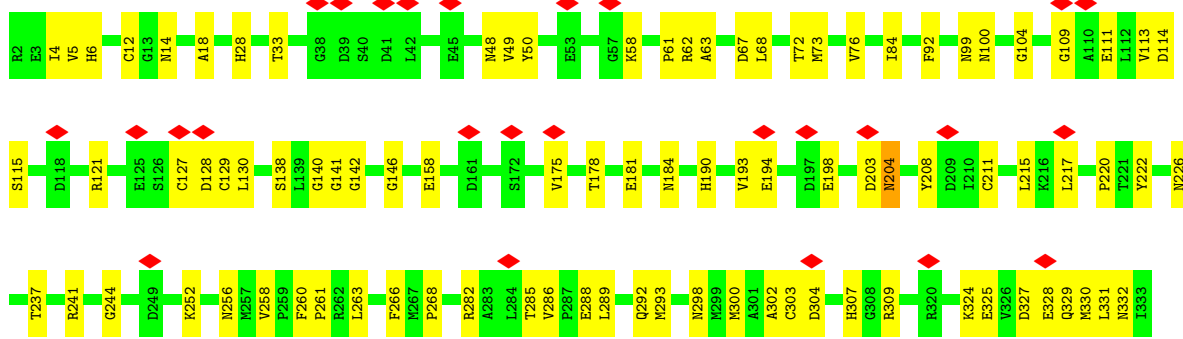 R2 E3 I4 V5 H6 C12 G13 N14 A18 H28 T33 G38 D39 S40 D41 L42 E45 N48 V49 Y50 E53 G57 K58 P61 R62 A63 D67 L68 T72 M73 V76 I84 F92 N99 N100 G104 G109 A110 E111 L112 V113 D114
S115 D118 R121 E125 S126 C127 D128 C129 L130 S138 L139 G140 G141 G142 G146 E158 D161 S172 V175 T178 E181 N184 H190 V193 E194 D197 E198 D203 N204 Y208 D209 I210 C211 L215 K216 L217 P220 T221 Y222 N226
T237 R241 G244 D249 K252 N256 M257 V258 P259 F260 P261 R262 L263 F266 M267 P268 R282 A283 L284 T285 V286 P287 E288 L289 Q292 M293 N298 M299 M300 A301 A302 C303 D304 H307 G308 R309 R320 K324 E325 V326 D327 E328 Q329 M330 L331 N332 I333